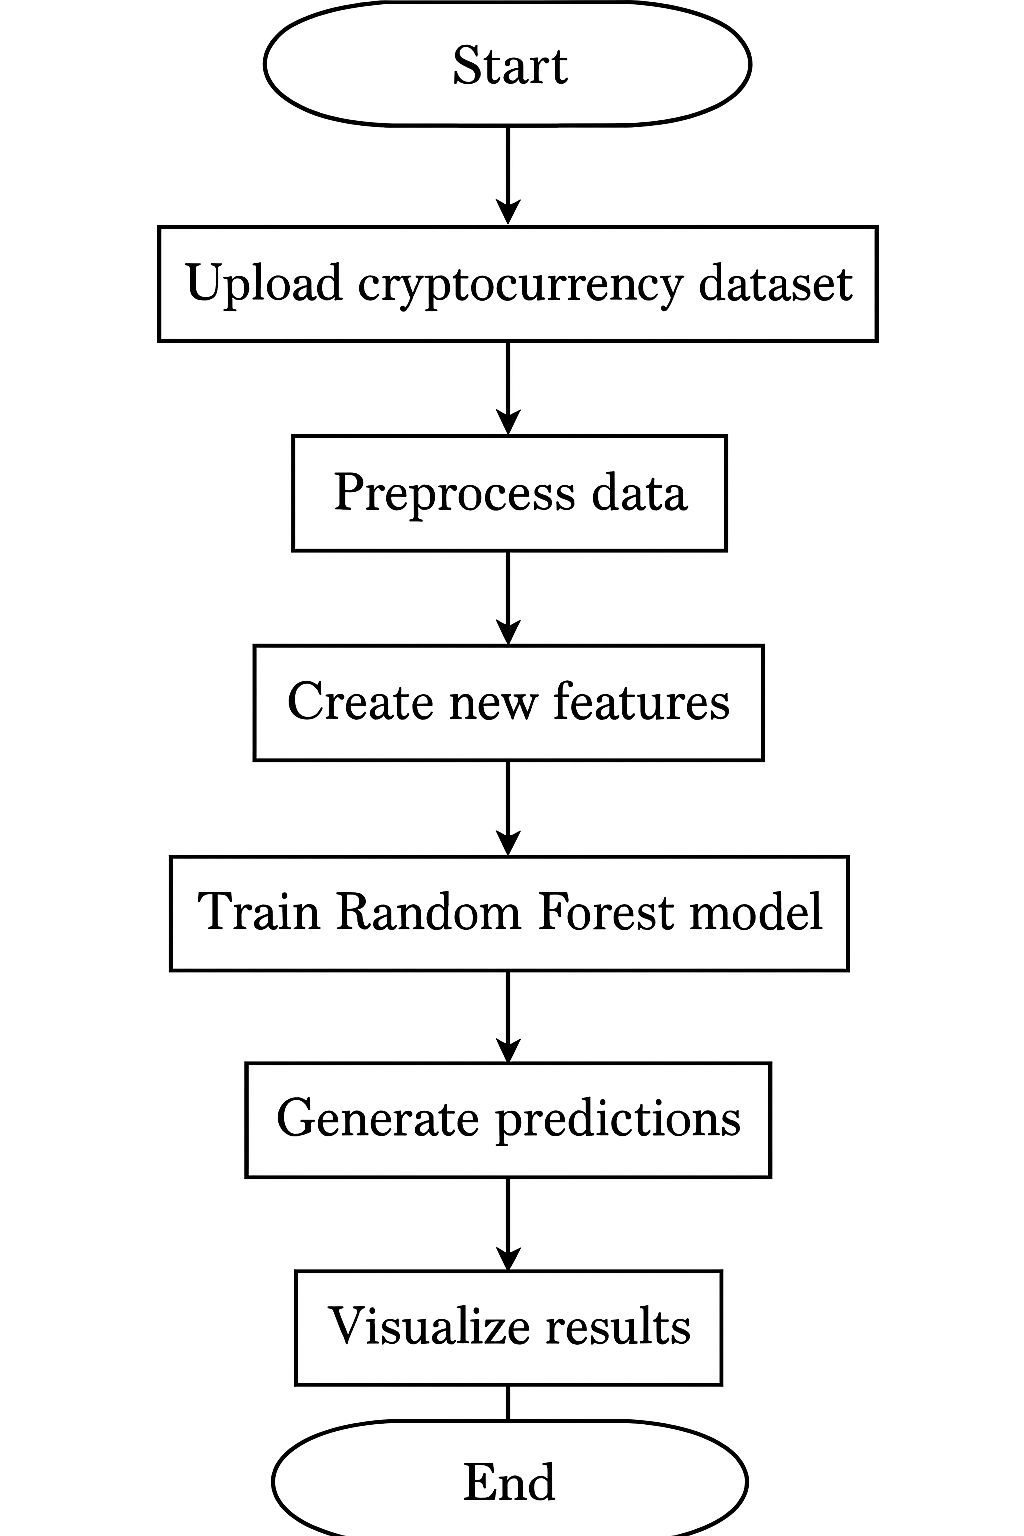 Start
Upload cryptocurrency dataset
Preprocess data
Create new features
Train Random Forest model
Generate predictions
Visualize results
End